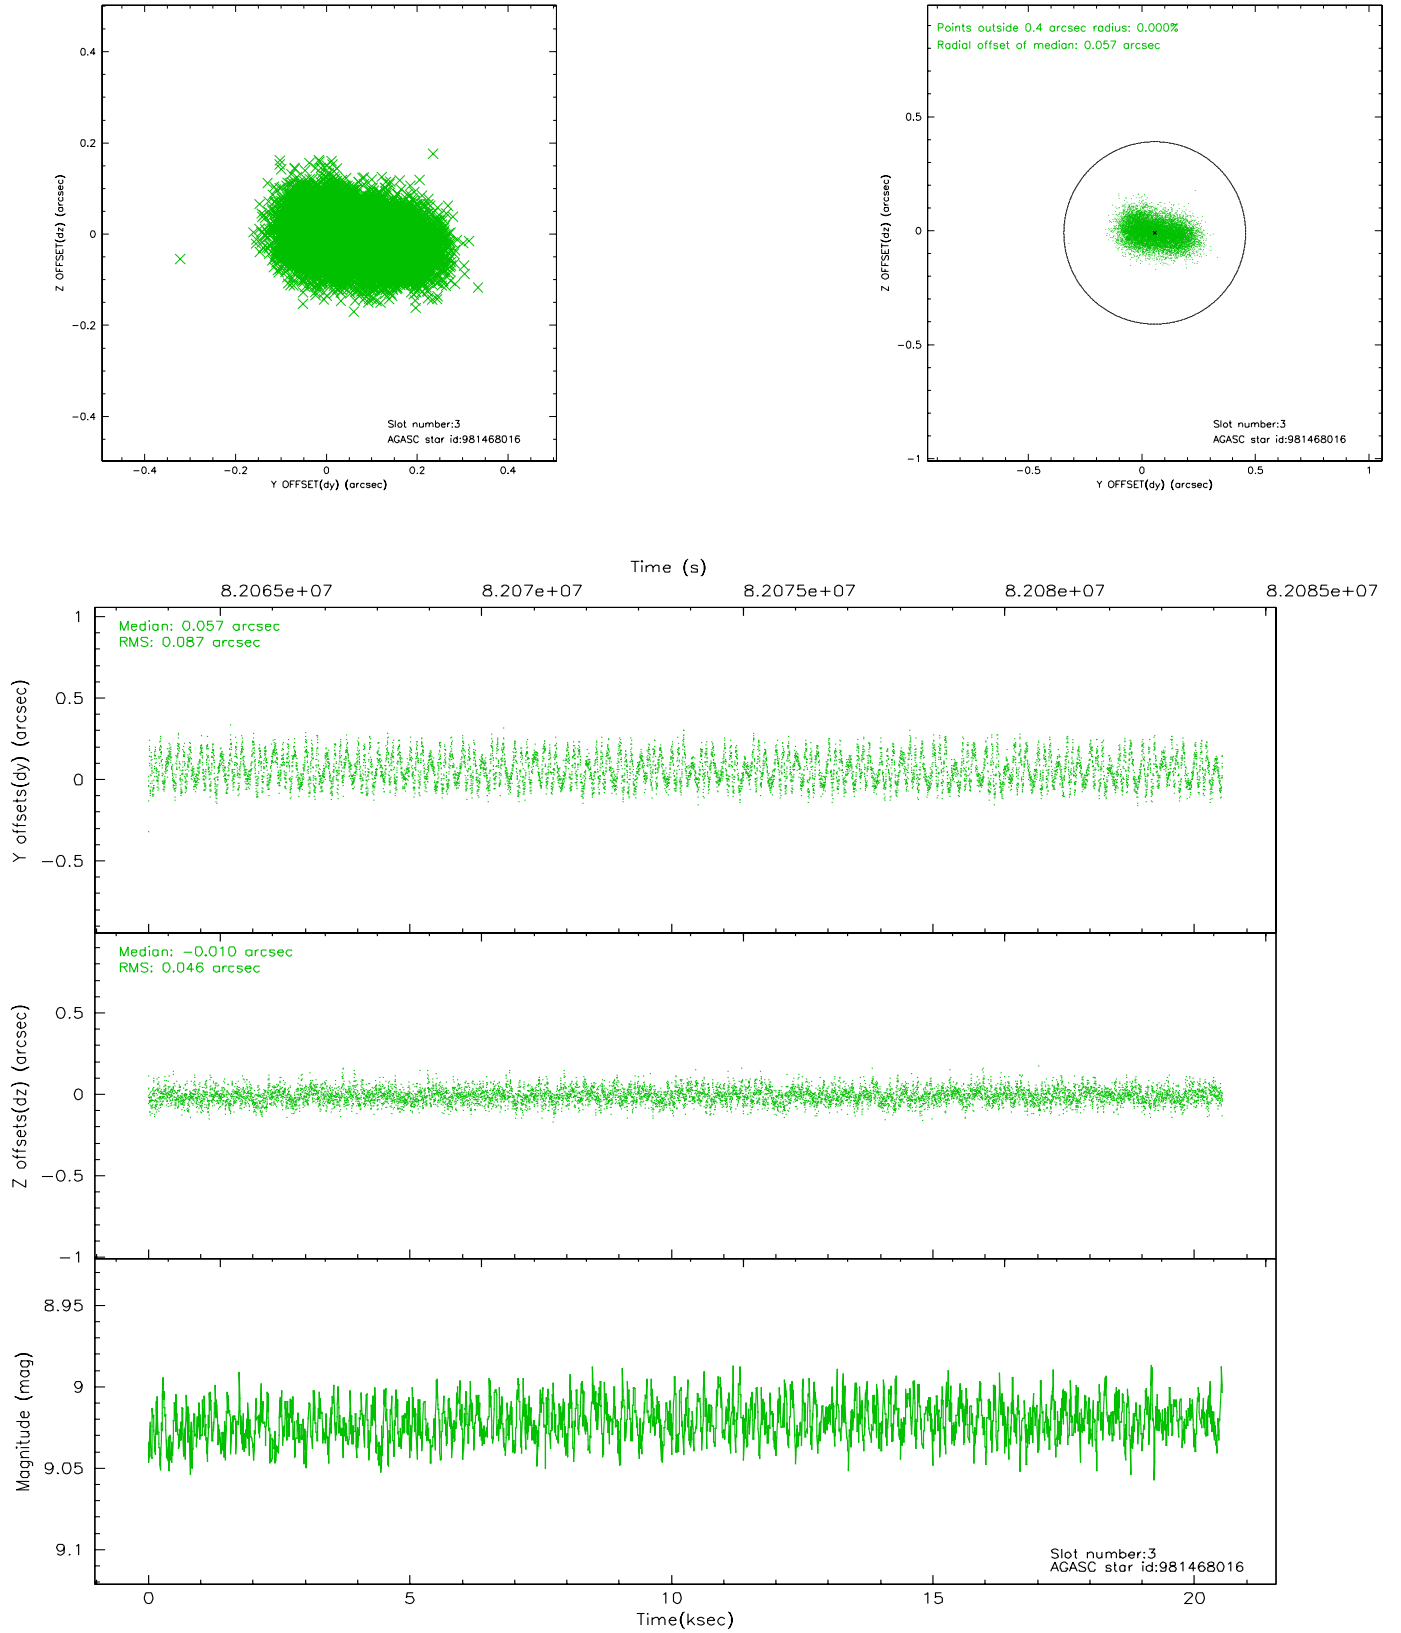 0.4
0.2
0
−0.2
−0.4
Z OFFSET(dz) (arcsec)
Slot number:3
AGASC star id:981468016
−0.4 −0.2 0 0.2 0.4
Y OFFSET(dy) (arcsec)
Points outside 0.4 arcsec radius: 0.000%
Radial offset of median: 0.057 arcsec
0.5
0
−0.5
−1
Z OFFSET(dz) (arcsec)
Slot number:3
AGASC star id:981468016
−0.5 0 0.5 1
Y OFFSET(dy) (arcsec)
Time (s)
8.2065e+07 8.207e+07 8.2075e+07 8.208e+07 8.2085e+07
Median: 0.057 arcsec
RMS: 0.087 arcsec
1
0.5
0
−0.5
Y offsets(dy) (arcsec)
Median: −0.010 arcsec
RMS: 0.046 arcsec
0.5
0
−0.5
−1
Z offsets(dz) (arcsec)
8.95
9
9.05
9.1
Magnitude (mag)
Slot number:3
AGASC star id:981468016
0 5 10 15 20
Time(ksec)